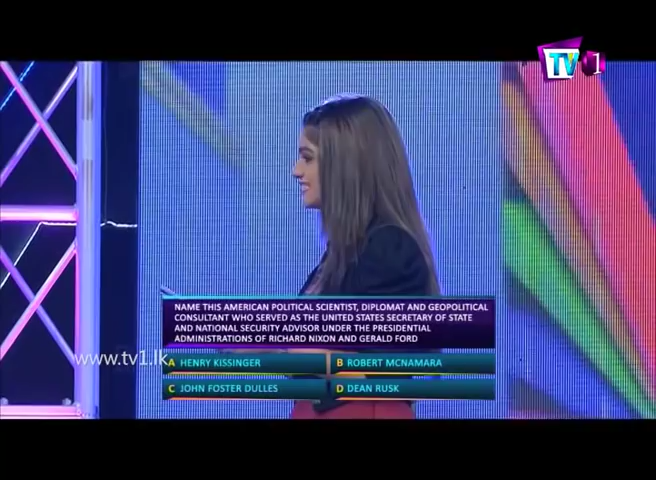 TV 1
NAME THIS AMERICAN POLITICAL SCIENTIST, DIPLOMAT AND GEOPOLITICAL
CONSULTANT WHO SERVED AS THE UNITED STATES SECRETARY OF STATE
AND NATIONAL SECURITY ADVISOR UNDER THE PRESIDENTIAL
ADMINISTRATIONS OF RICHARD NIXON AND GERALD FORD
www.tv1.lk
A HENRY KISSINGER
B ROBERT MCNAMARA
C JOHN FOSTER DULLES
D DEAN RUSK